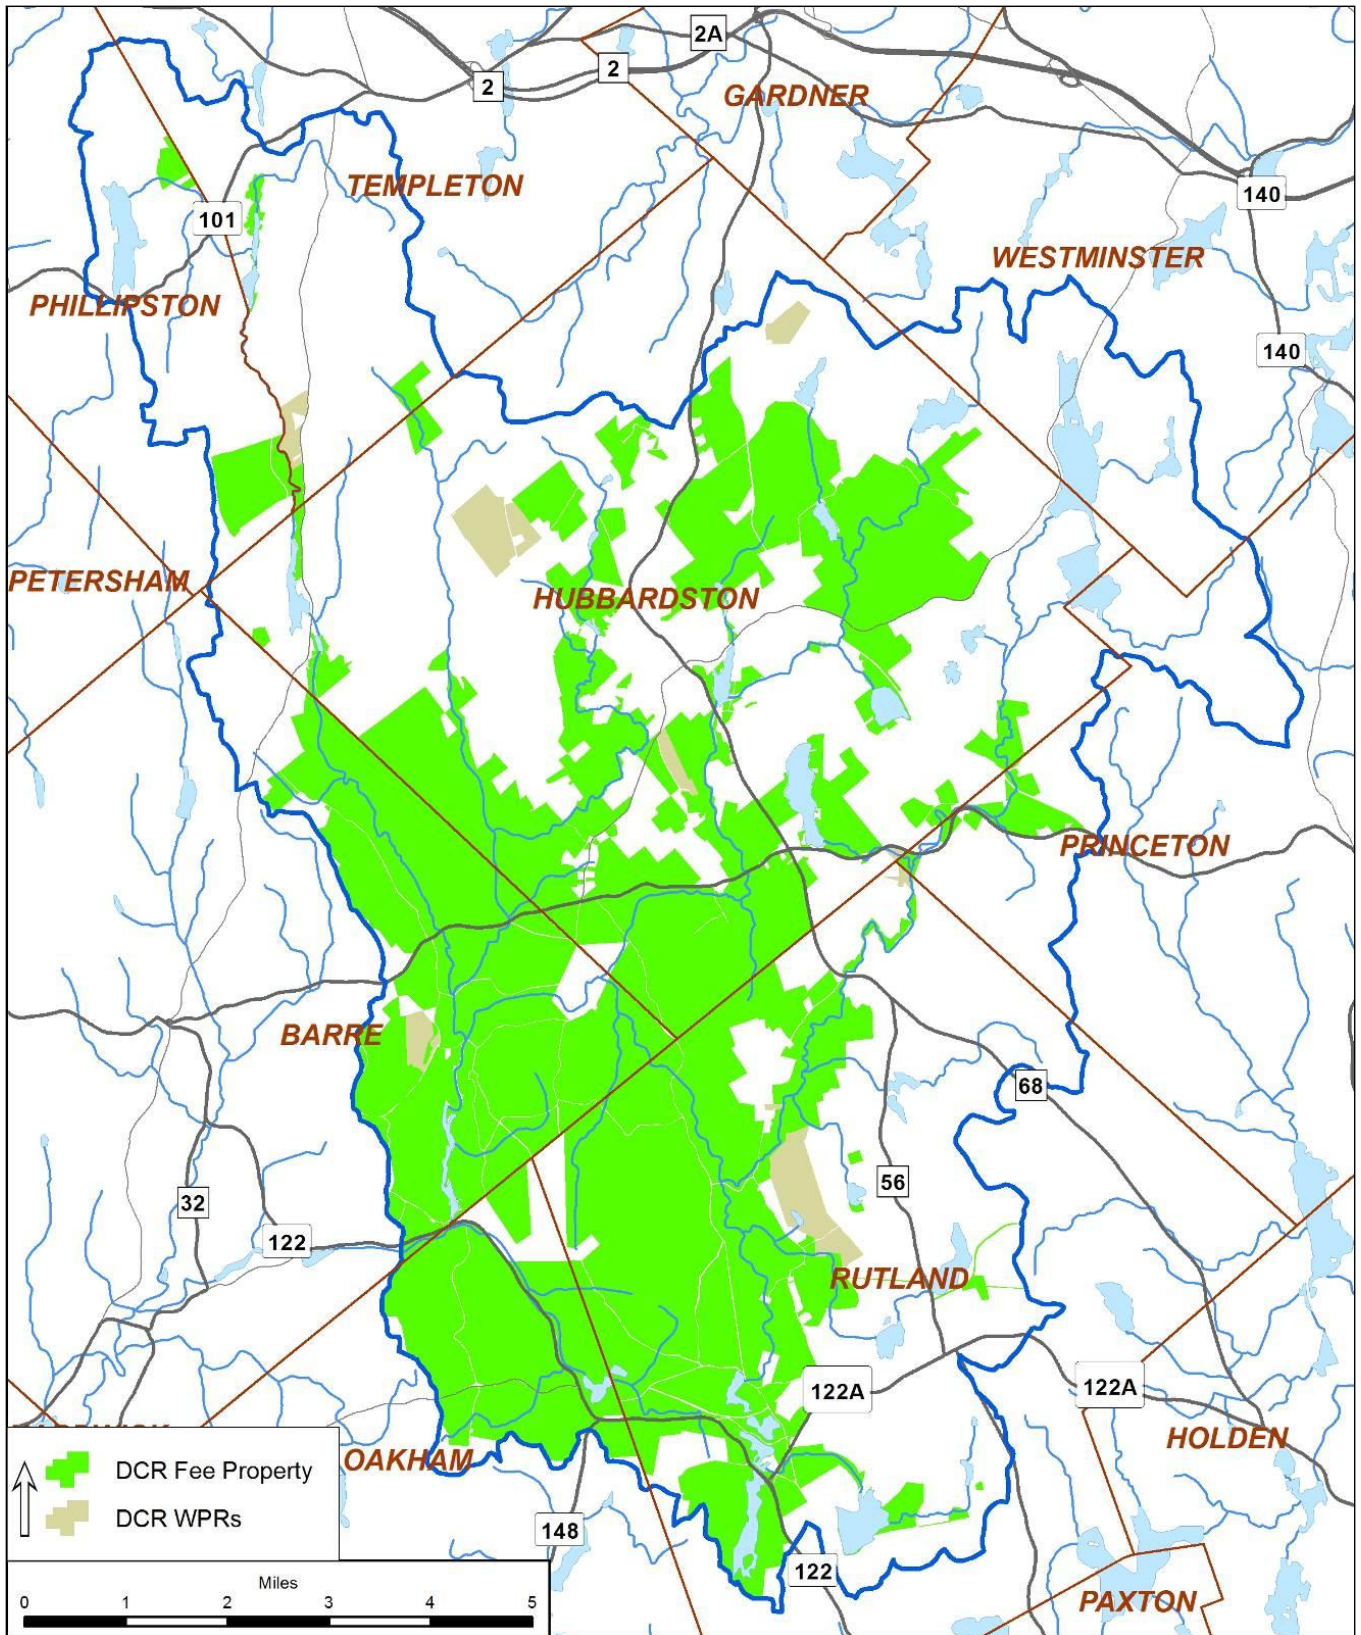 2A
2
2
GARDNER
140
TEMPLETON
101
WESTMINSTER
PHILLIPSTON
140
PETERSHAM
HUBBARDSTON
PRINCETON
BARRE
68
56
32
122
RUTLAND
122A
122A
HOLDEN
OAKHAM
DCR Fee Property
DCR WPRs
148
122
PAXTON
Miles
0 1 2 3 4 5